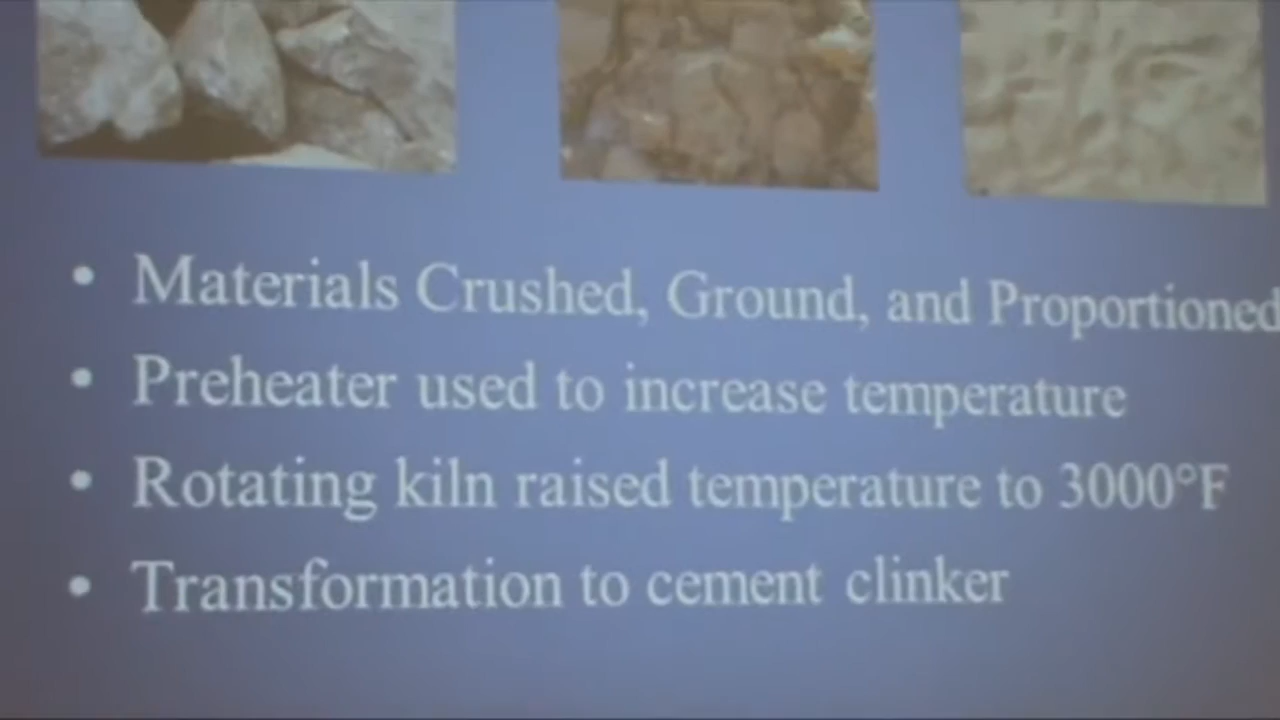 • Materials Crushed, Ground, and Proportioned
• Preheater used to increase temperature
• Rotating kiln raised temperature to 3000°F
• Transformation to cement clinker